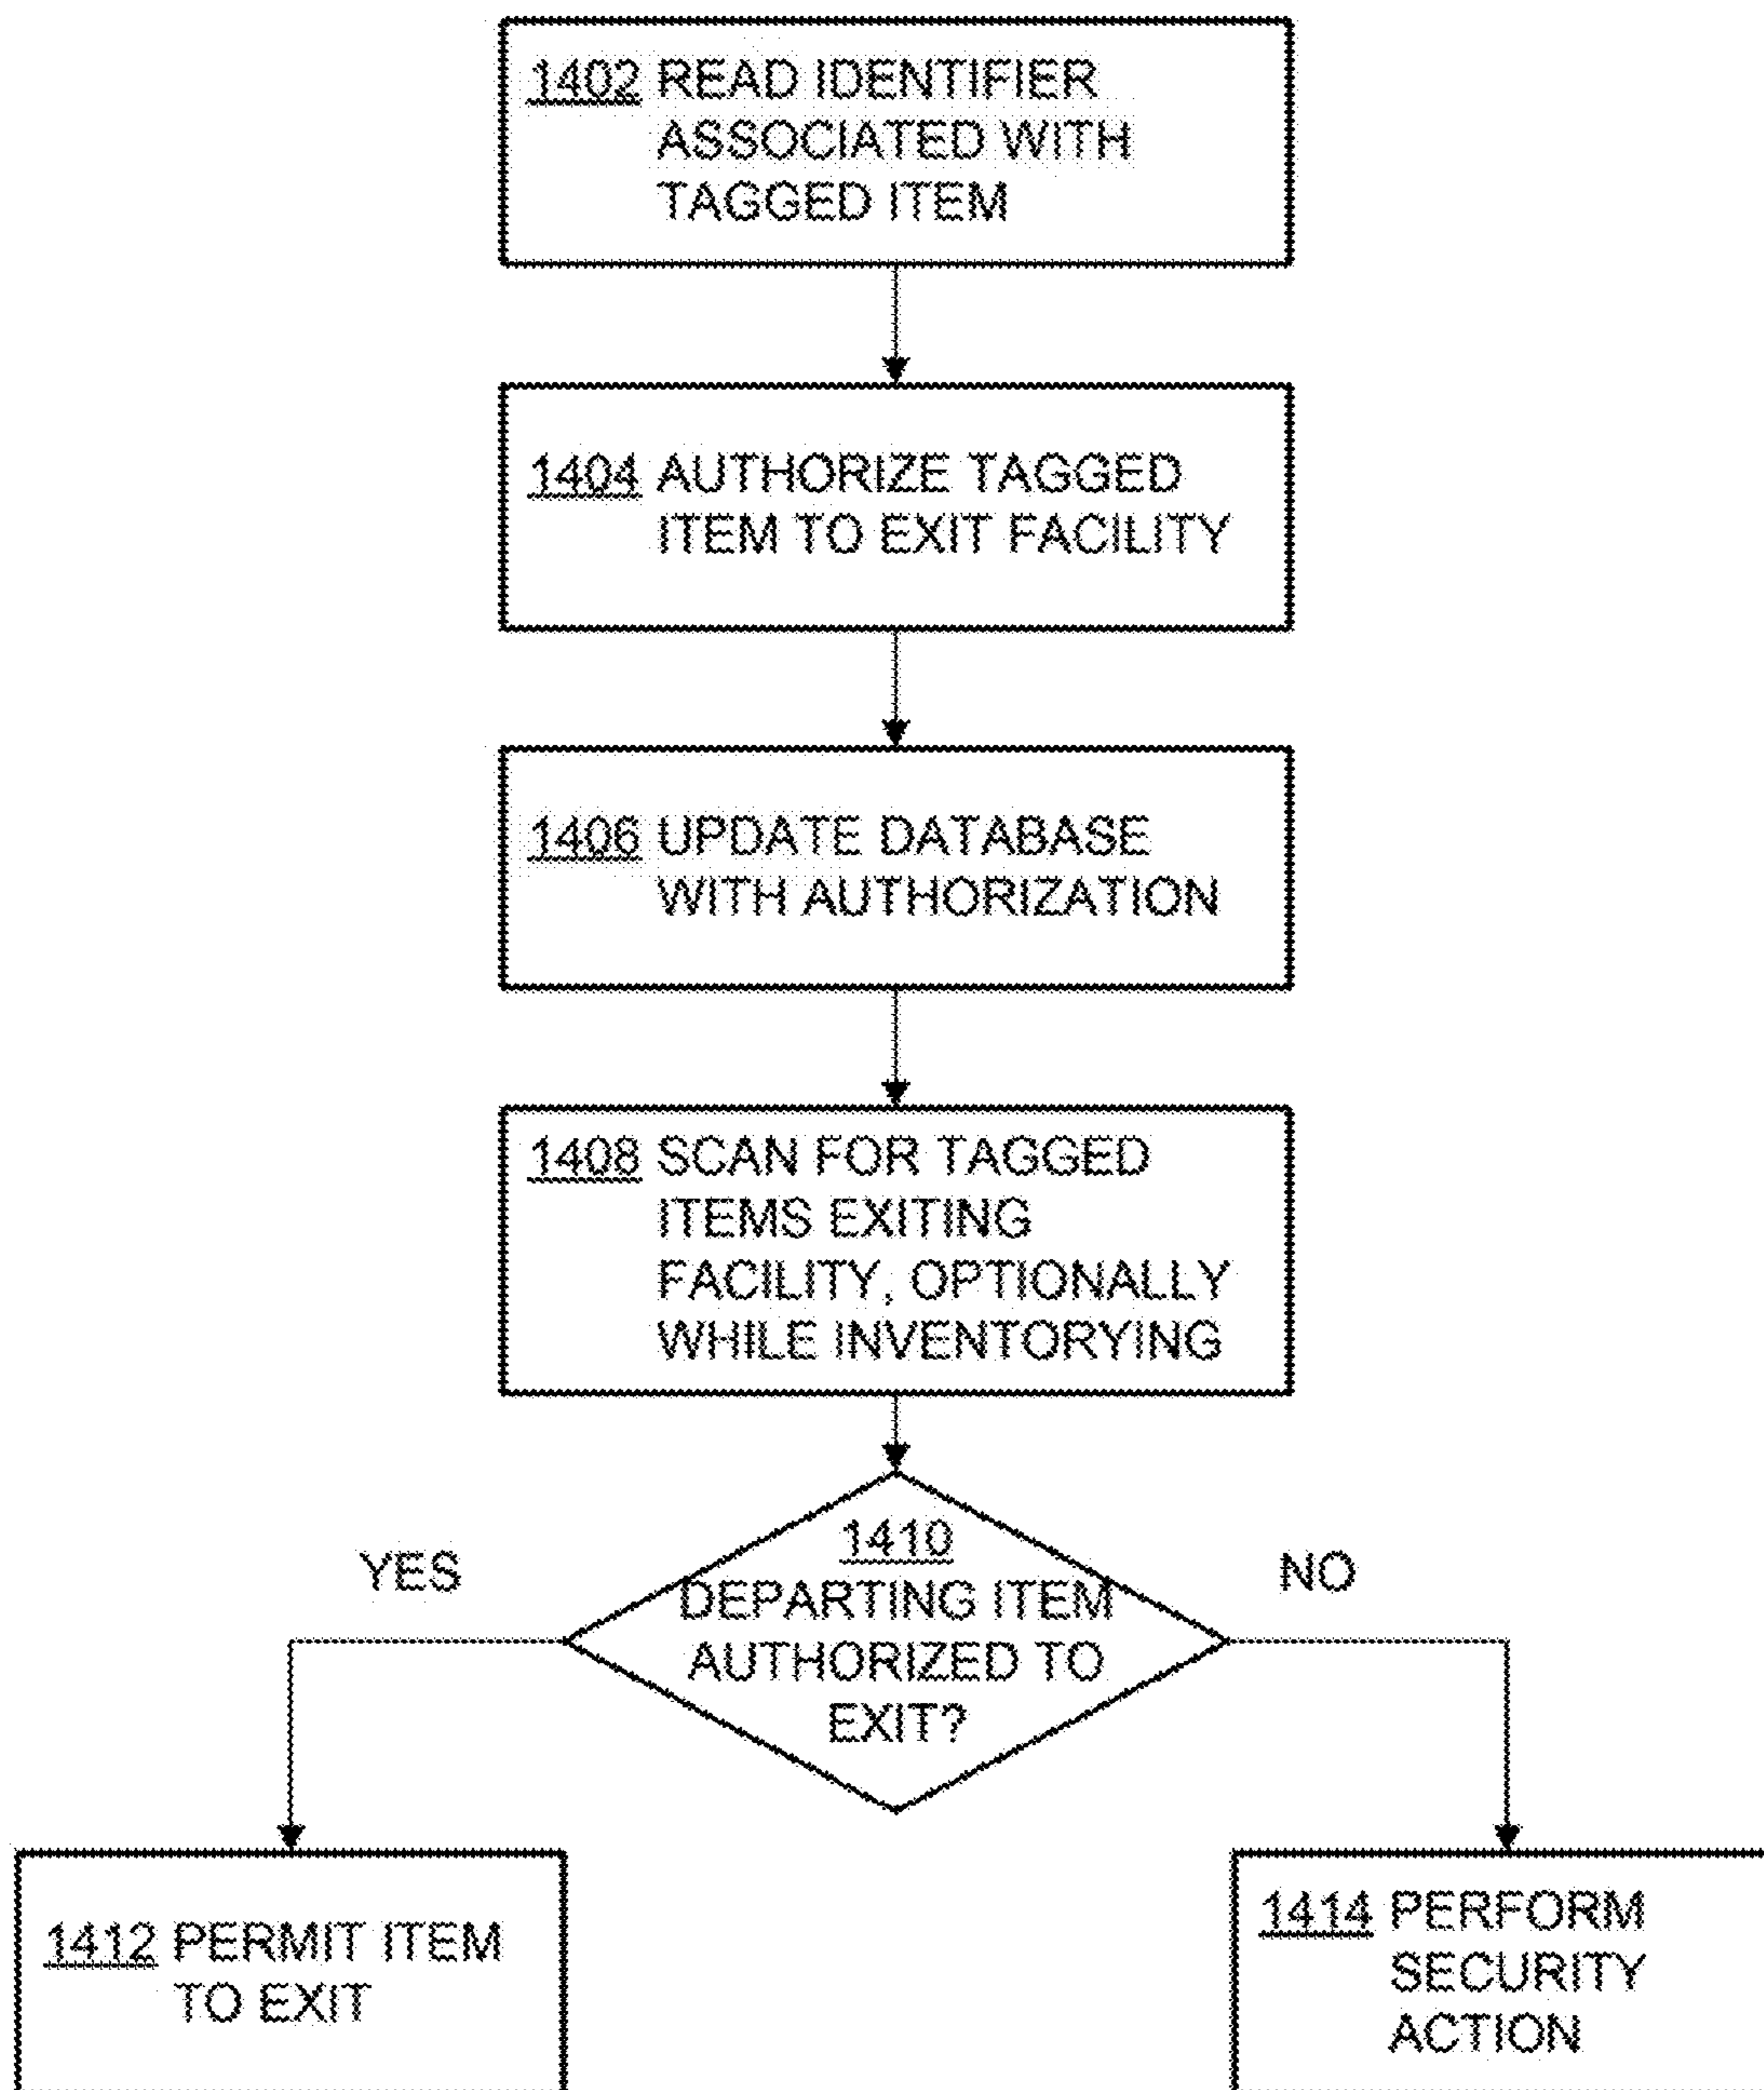 1402 READ IDENTIFIER
ASSOCIATED WITH
TAGGED ITEM
1404 AUTHORIZE TAGGED
ITEM TO EXIT FACILITY
1406 UPDATE DATABASE
WITH AUTHORIZATION
1408 SCAN FOR TAGGED
ITEMS EXITING
FACILITY, OPTIONALLY
WHILE INVENTORYING
1410
DEPARTING ITEM
AUTHORIZED TO
EXIT?
YES
NO
1412 PERMIT ITEM
TO EXIT
1414 PERFORM
SECURITY
ACTION